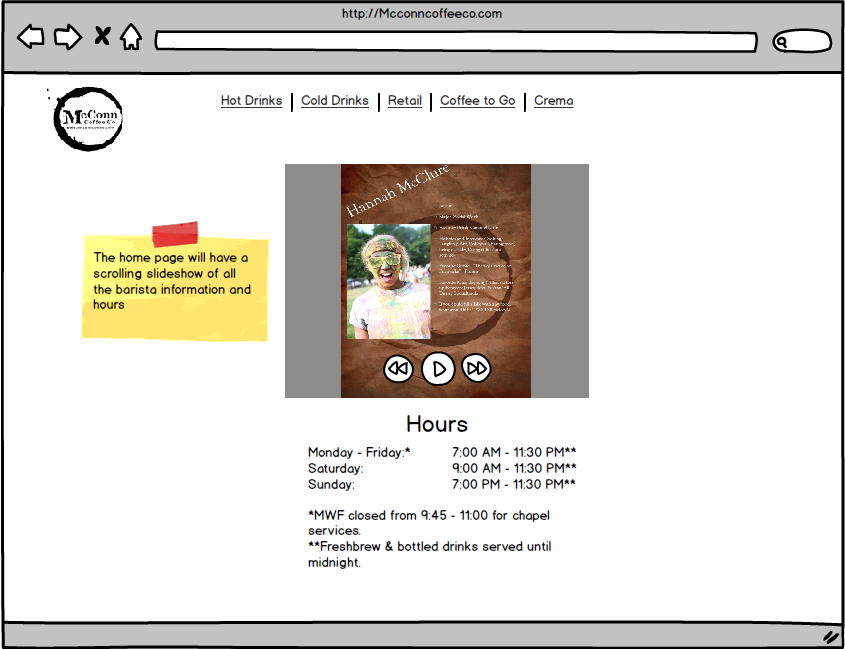 http://Mcconncoffeeco.com
McConn
Coffee Co.
Hot Drinks | Cold Drinks | Retail | Coffee to Go | Crema
Hannah McClure
The home page will have a
scrolling slideshow of all
the barista information and
hours
Hours
Monday - Friday:* 7:00 AM - 11:30 PM**
Saturday: 9:00 AM - 11:30 PM**
Sunday: 7:00 PM - 11:30 PM**
*MWF closed from 9:45 - 11:00 for chapel
services.
**Freshbrew & bottled drinks served until
midnight.